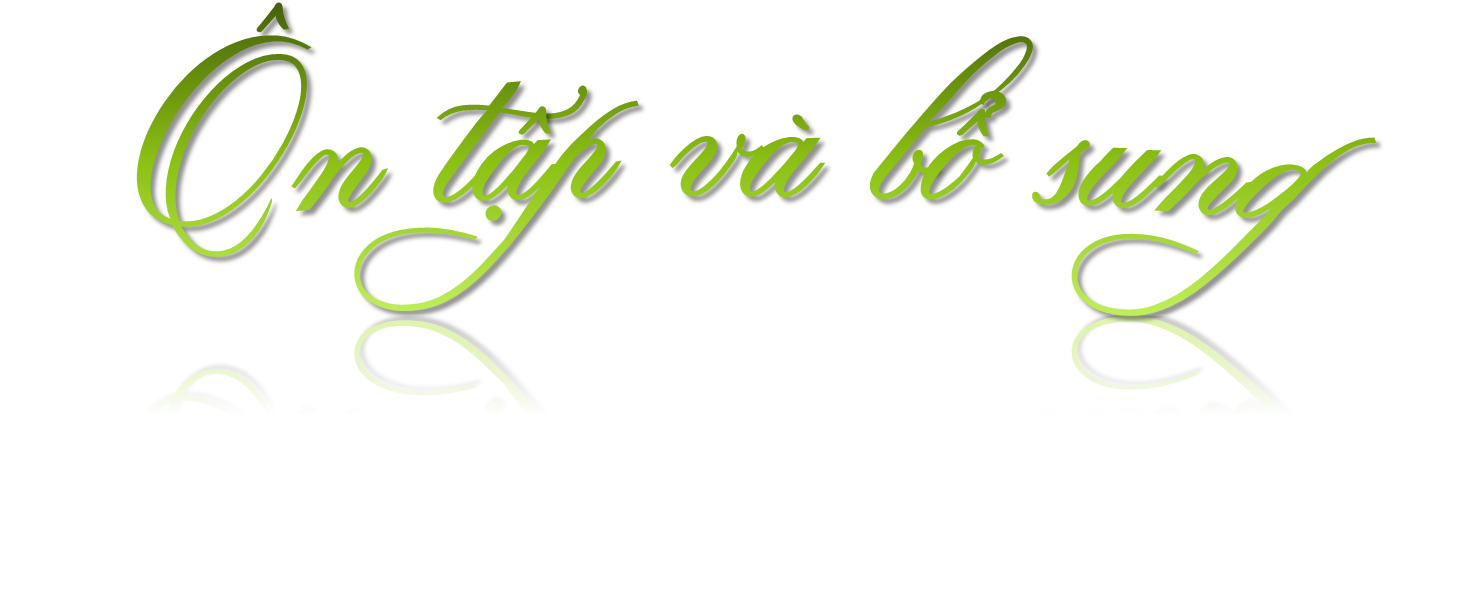 Ôn tập và bổ sung